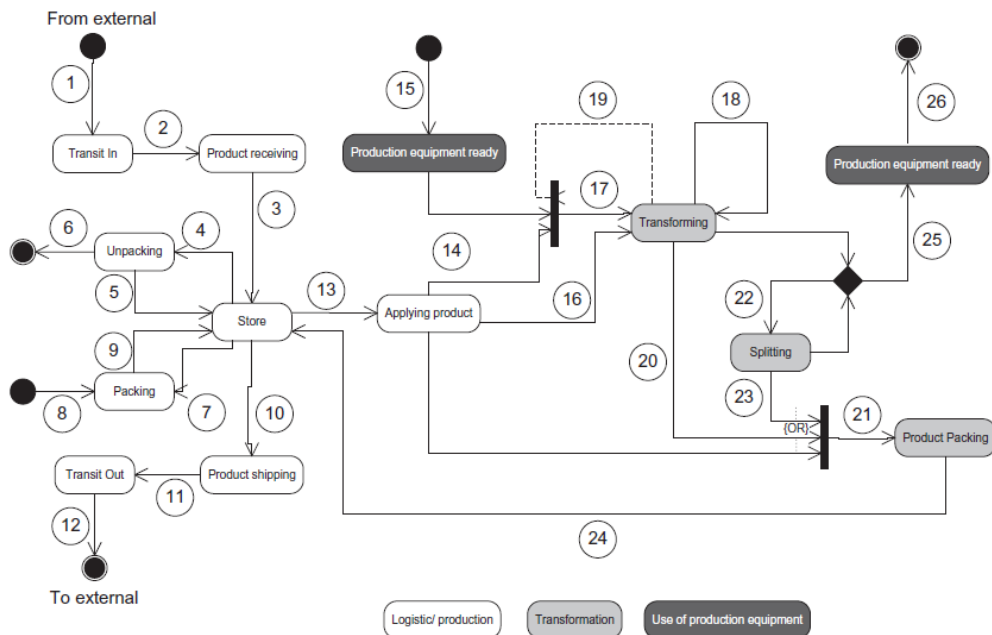 From external
1
2
Transit In
Product receiving
3
15
Production equipment ready
19
18
17
Transforming
26
Production equipment ready
6
Unpacking
4
5
13
14
16
25
Store
Applying product
22
9
Splitting
Packing
8
7
10
20
23
{OR}
21
Product Packing
Transit Out
11
Product shipping
12
24
To external
Logistic/ production
Transformation
Use of production equipment